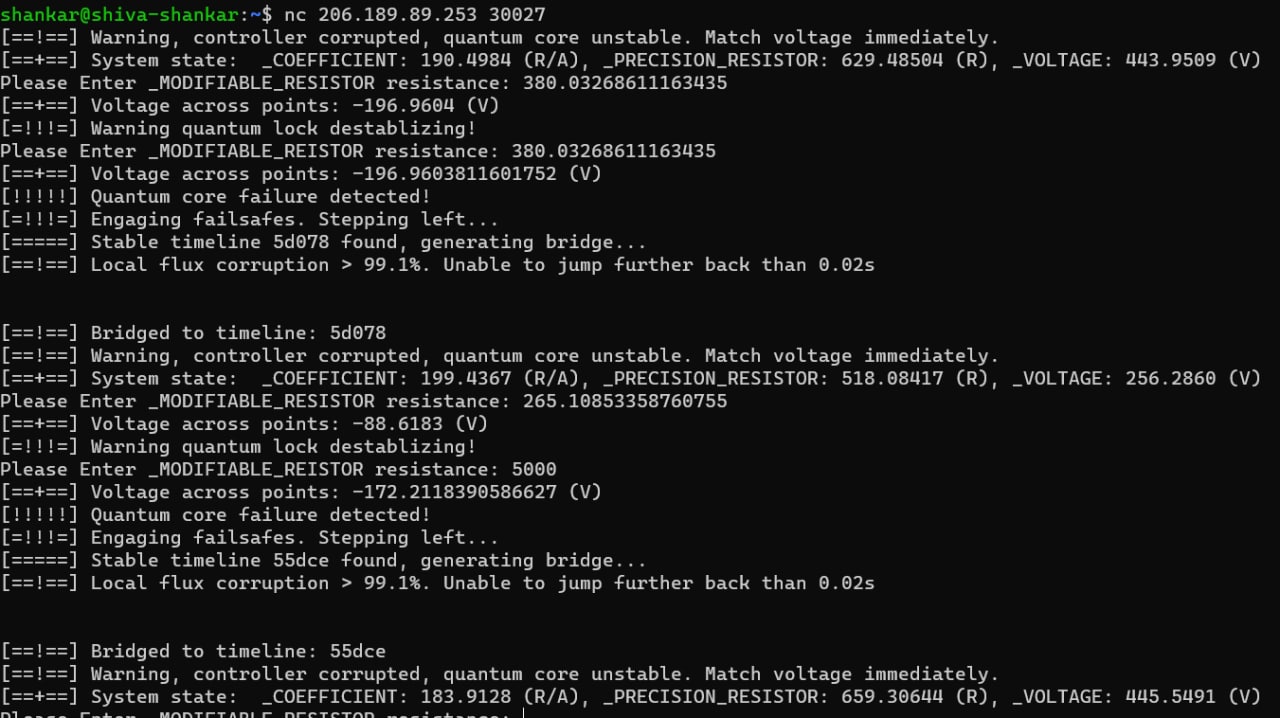 shankar@shiva-shankar:~$ nc 206.189.89.253 30027
[==!==] Warning, controller corrupted, quantum core unstable. Match voltage immediately.
[==+==] System state:  _COEFFICIENT: 190.4984 (R/A), _PRECISION_RESISTOR: 629.48504 (R), _VOLTAGE: 443.9509 (V)
Please Enter _MODIFIABLE_RESISTOR resistance: 380.03268611163435
[==+==] Voltage across points: -196.9604 (V)
[=!!!=] Warning quantum lock destablizing!
Please Enter _MODIFIABLE_REISTOR resistance: 380.03268611163435
[==+==] Voltage across points: -196.9603811601752 (V)
[!!!!!] Quantum core failure detected!
[=!!!=] Engaging failsafes. Stepping left...
[=====] Stable timeline 5d078 found, generating bridge...
[==!==] Local flux corruption > 99.1%. Unable to jump further back than 0.02s
[==!==] Bridged to timeline: 5d078
[==!==] Warning, controller corrupted, quantum core unstable. Match voltage immediately.
[==+==] System state:  _COEFFICIENT: 199.4367 (R/A), _PRECISION_RESISTOR: 518.08417 (R), _VOLTAGE: 256.2860 (V)
Please Enter _MODIFIABLE_RESISTOR resistance: 265.10853358760755
[==+==] Voltage across points: -88.6183 (V)
[=!!!=] Warning quantum lock destablizing!
Please Enter _MODIFIABLE_REISTOR resistance: 5000
[==+==] Voltage across points: -172.2118390586627 (V)
[!!!!!] Quantum core failure detected!
[=!!!=] Engaging failsafes. Stepping left...
[=====] Stable timeline 55dce found, generating bridge...
[==!==] Local flux corruption > 99.1%. Unable to jump further back than 0.02s
[==!==] Bridged to timeline: 55dce
[==!==] Warning, controller corrupted, quantum core unstable. Match voltage immediately.
[==+==] System state:  _COEFFICIENT: 183.9128 (R/A), _PRECISION_RESISTOR: 659.30644 (R), _VOLTAGE: 445.5491 (V)
Please Enter _MODIFIABLE_RESISTOR resistance: